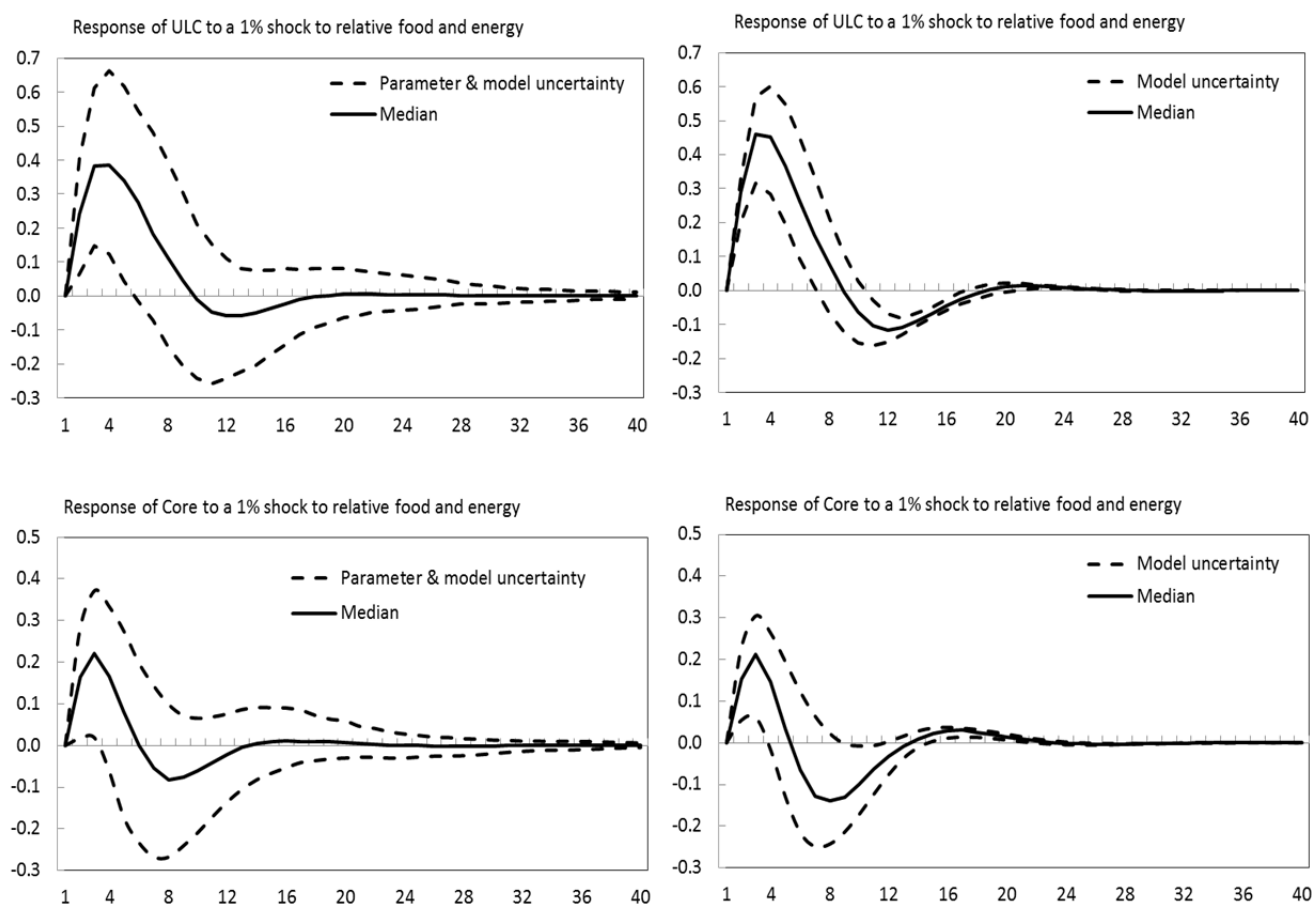 Response of ULC to a 1% shock to relative food and energy
0.7
0.6
0.5
0.4
0.3
0.2
0.1
0.0
-0.1
-0.2
-0.3
Parameter & model uncertainty
Median
1 4 8 12 16 20 24 28 32 36 40
Response of ULC to a 1% shock to relative food and energy
0.7
0.6
0.5
0.4
0.3
0.2
0.1
0.0
-0.1
-0.2
-0.3
Model uncertainty
Median
1 4 8 12 16 20 24 28 32 36 40
Response of Core to a 1% shock to relative food and energy
0.5
0.4
0.3
0.2
0.1
0.0
-0.1
-0.2
-0.3
Parameter & model uncertainty
Median
1 4 8 12 16 20 24 28 32 36 40
Response of Core to a 1% shock to relative food and energy
0.5
0.4
0.3
0.2
0.1
0.0
-0.1
-0.2
-0.3
Model uncertainty
Median
1 4 8 12 16 20 24 28 32 36 40